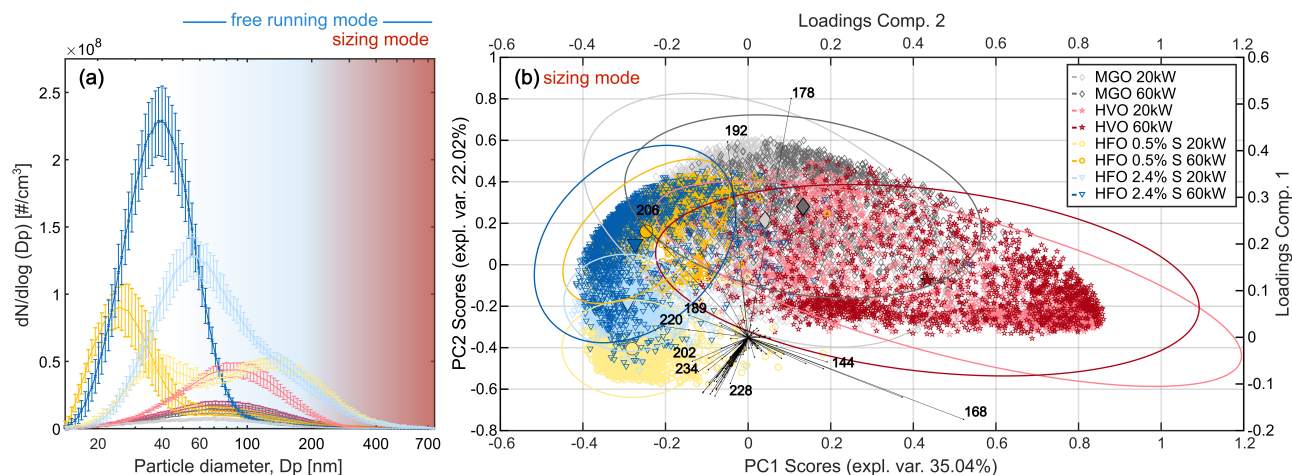 free running mode
sizing mode
×10⁸
(a)
dN/dlog (Dp) [#/cm³]
2.5
2
1.5
1
0.5
0
20 40 60 100 200 400 700
Particle diameter, Dp [nm]
Loadings Comp. 2
-0.6 -0.4 -0.2 0 0.2 0.4 0.6 0.8 1 1.2
(b) sizing mode
PC2 Scores (expl. var. 22.02%)
1
0.8
0.6
0.4
0.2
0
-0.2
-0.4
-0.6
-0.8
178
192
206
189
220
202
234
228
144
168
MGO 20kW
MGO 60kW
HVO 20kW
HVO 60kW
HFO 0.5% S 20kW
HFO 0.5% S 60kW
HFO 2.4% S 20kW
HFO 2.4% S 60kW
0.6
0.5
0.4
0.3
0.2
0.1
0
-0.1
-0.2
Loadings Comp. 1
-0.6 -0.4 -0.2 0 0.2 0.4 0.6 0.8 1 1.2
PC1 Scores (expl. var. 35.04%)